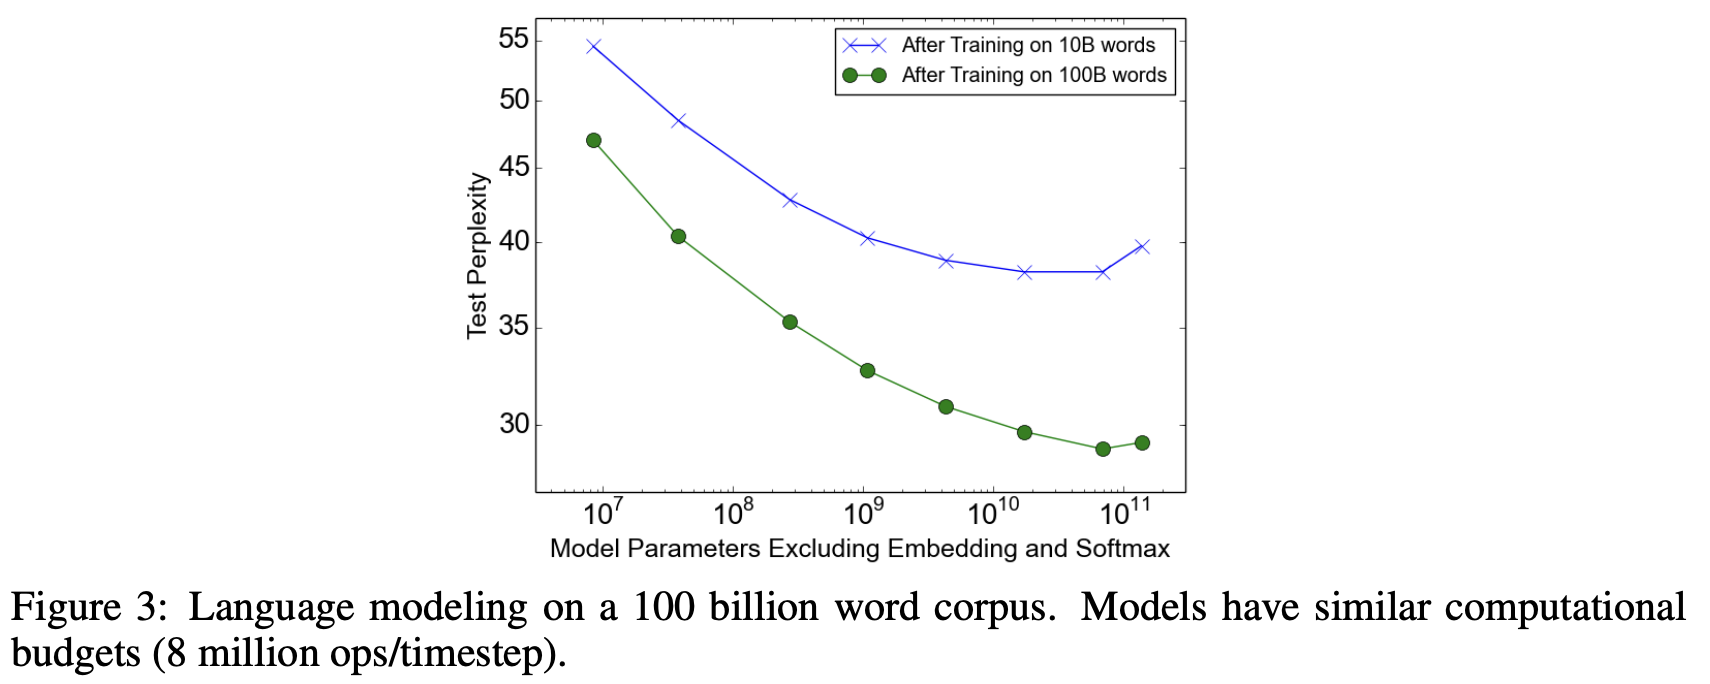 55
50
45
40
35
30
Test Perplexity
After Training on 10B words
After Training on 100B words
10^7 10^8 10^9 10^10 10^11
Model Parameters Excluding Embedding and Softmax
Figure 3: Language modeling on a 100 billion word corpus. Models have similar computational
budgets (8 million ops/timestep).